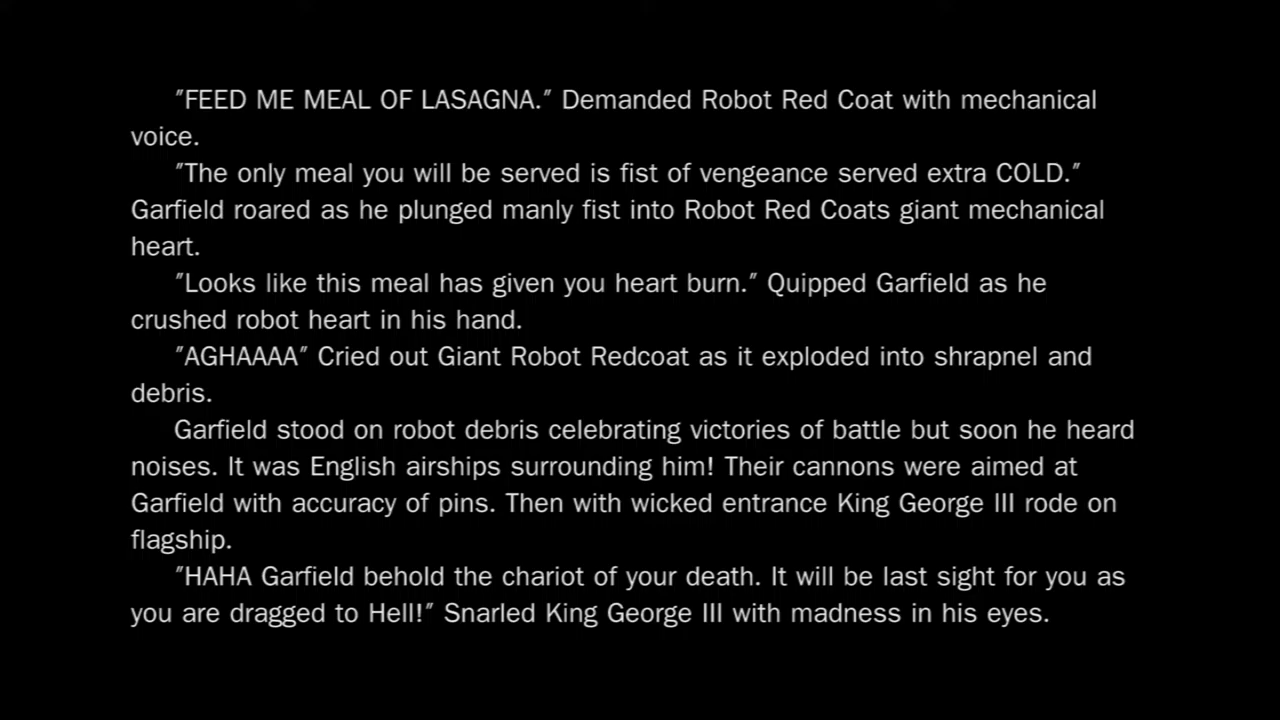 "FEED ME MEAL OF LASAGNA." Demanded Robot Red Coat with mechanical
voice.
"The only meal you will be served is fist of vengeance served extra COLD."
Garfield roared as he plunged manly fist into Robot Red Coats giant mechanical
heart.
"Looks like this meal has given you heart burn." Quipped Garfield as he
crushed robot heart in his hand.
"AGHAAAA" Cried out Giant Robot Redcoat as it exploded into shrapnel and
debris.
Garfield stood on robot debris celebrating victories of battle but soon he heard
noises. It was English airships surrounding him! Their cannons were aimed at
Garfield with accuracy of pins. Then with wicked entrance King George III rode on
flagship.
"HAHA Garfield behold the chariot of your death. It will be last sight for you as
you are dragged to Hell!" Snarled King George III with madness in his eyes.